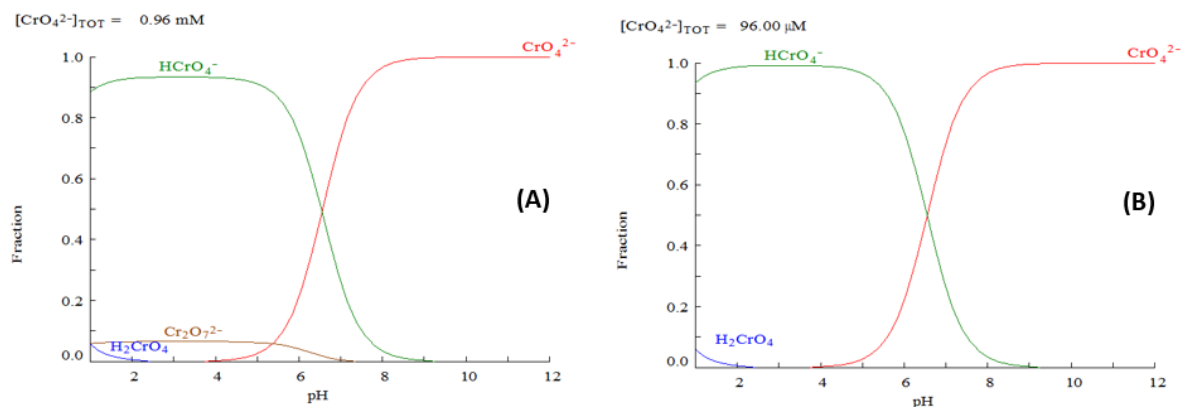 [CrO₄²⁻]TOT = 0.96 mM
CrO₄²⁻
1.0
HCrO₄⁻
0.8
0.6
(A)
0.4
Fraction
0.2
Cr₂O₇²⁻
H₂CrO₄
0.0
2 4 6 8 10 12
pH
[CrO₄²⁻]TOT = 96.00 µM
CrO₄²⁻
1.0
HCrO₄⁻
0.8
0.6
(B)
0.4
Fraction
0.2
H₂CrO₄
0.0
2 4 6 8 10 12
pH